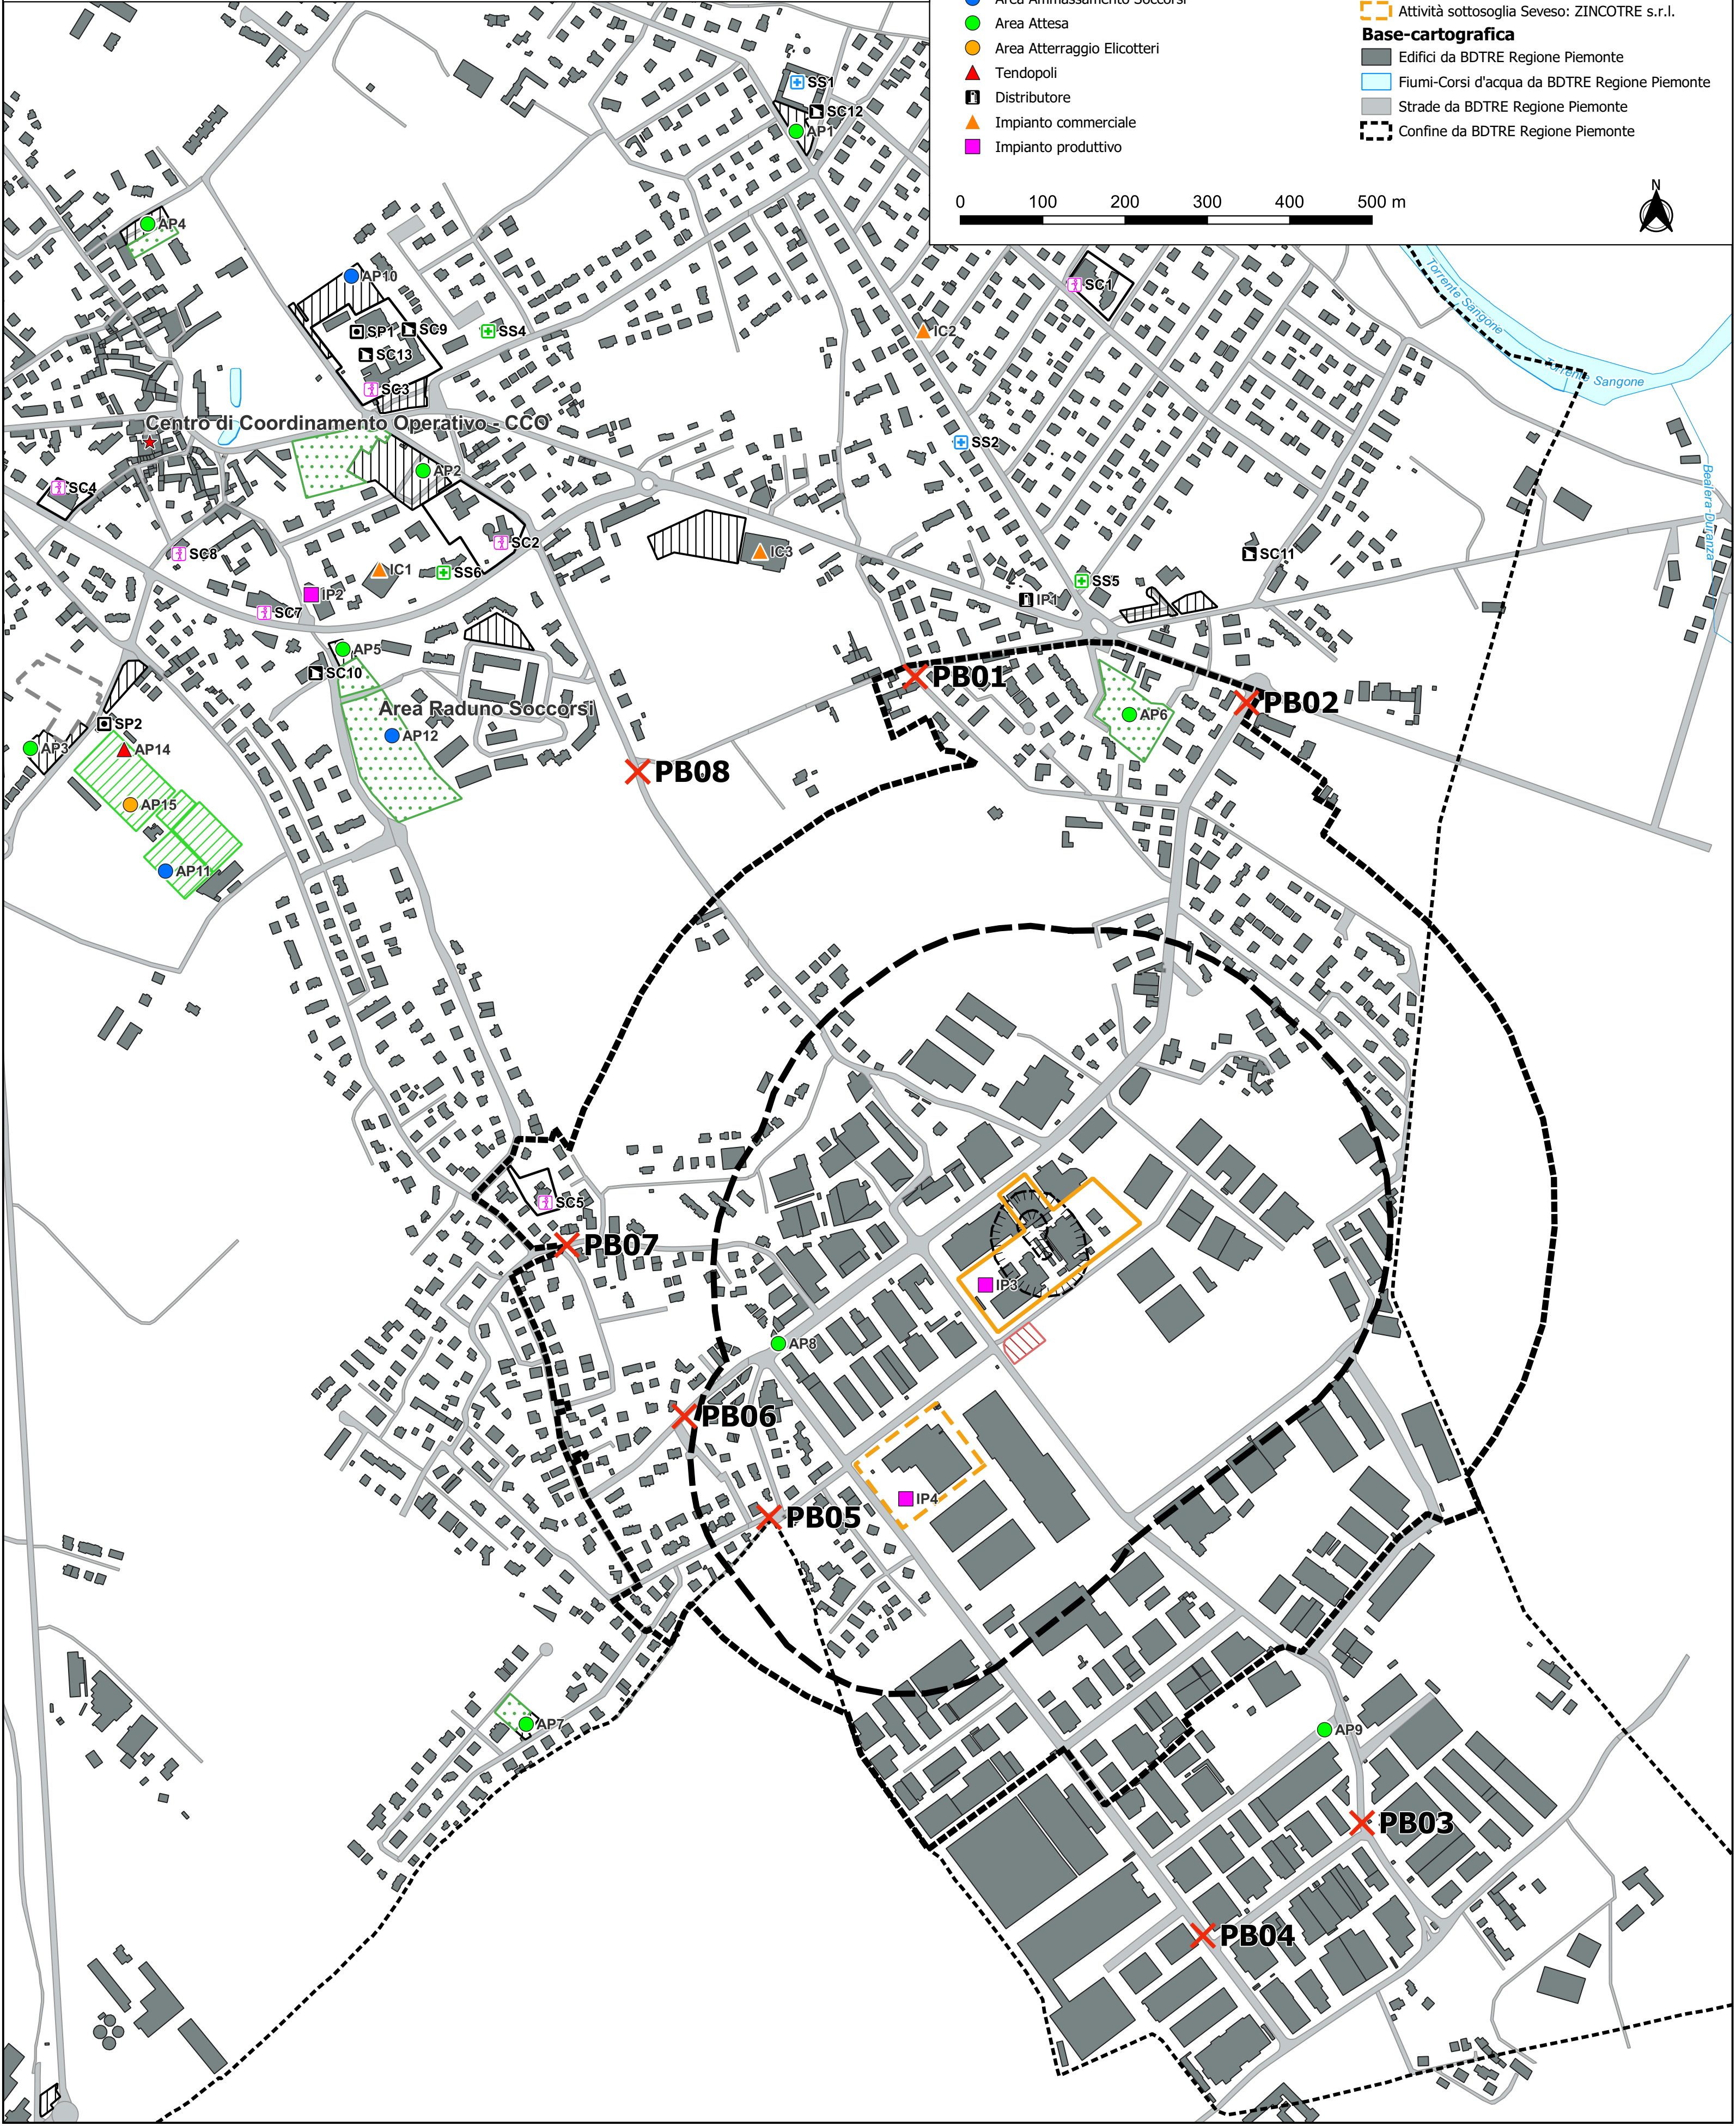 Area Ammassamento Soccorsi
Area Attesa
Area Atterraggio Elicotteri
Tendopoli
Distributore
Impianto commerciale
Impianto produttivo
Attività sottosoglia Seveso: ZINCOTRE s.r.l.
Base-cartografica
Edifici da BDTRE Regione Piemonte
Fiumi-Corsi d'acqua da BDTRE Regione Piemonte
Strade da BDTRE Regione Piemonte
Confine da BDTRE Regione Piemonte
0 100 200 300 400 500 m
N
SS1
SC12
AP1
AP4
AP10
SP1
SC9
SC13
SS4
SC3
SC1
IC2
Torrente Sangone
Torrente Sangone
Centro di Coordinamento Operativo - CCO
AP2
SS2
SC4
Bealera Duranza
SC2
SC8
IC3
SC11
IC1
SS6
SS5
IP2
IP1
SC7
AP5
SC10
PB01
PB02
Area Raduno Soccorsi
AP6
SP2
AP12
AP3
AP14
PB08
AP15
AP11
SC5
PB07
IP3
AP8
PB06
IP4
PB05
AP7
AP9
PB03
PB04